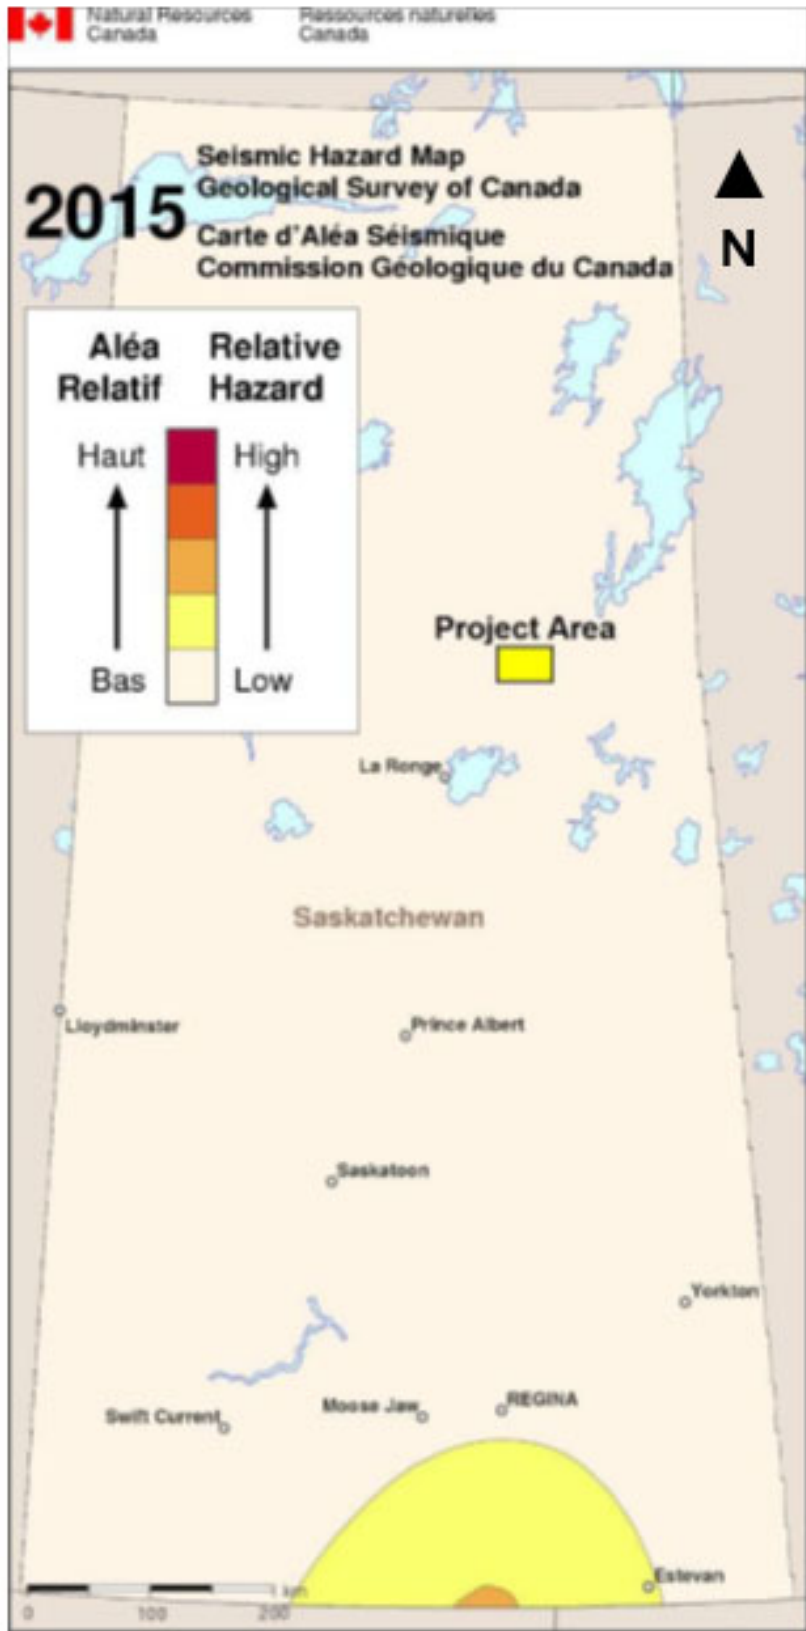 Natural Resources Ressources naturelles
Canada Canada
Seismic Hazard Map
2015 Geological Survey of Canada
Carte d'Aléa Séismique
Commission Géologique du Canada
N
Aléa Relative
Relatif Hazard
Haut High
Bas Low
Project Area
La Ronge
Saskatchewan
Lloydminster
Prince Albert
Saskatoon
Yorkton
REGINA
Moose Jaw
Swift Current
Estevan
km
0 100 200